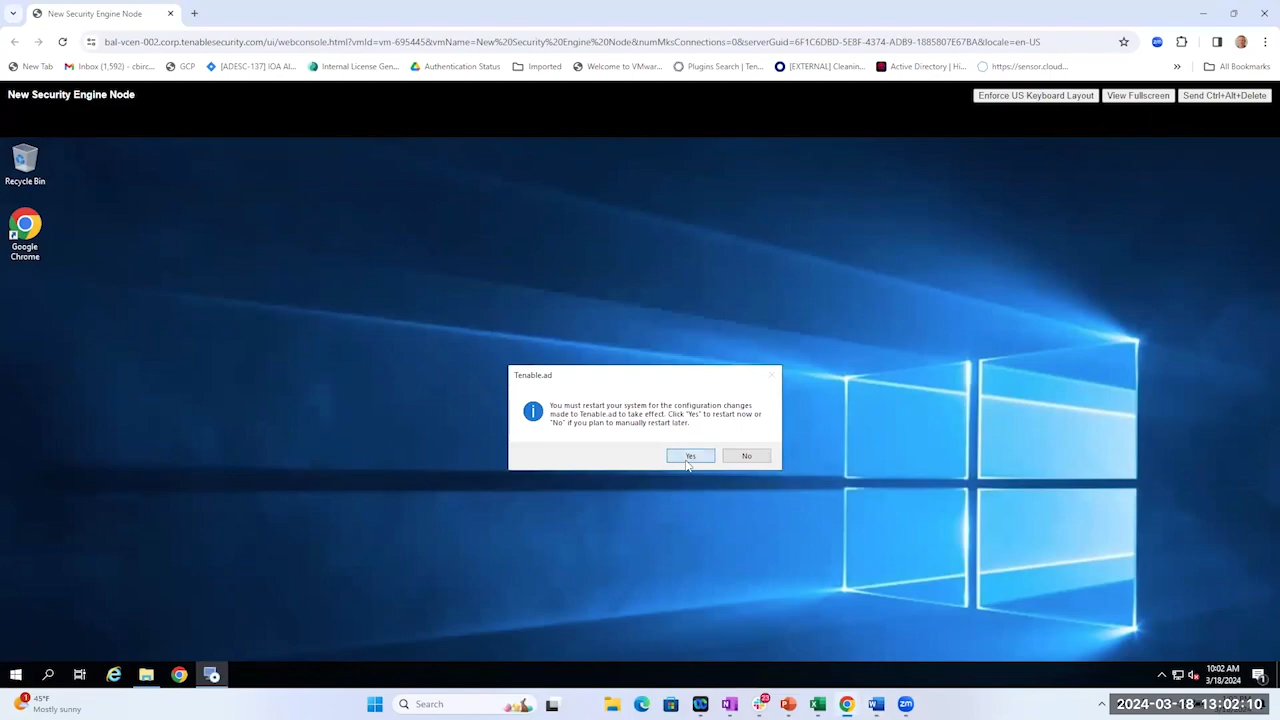 New Security Engine Node
bal-vcen-002.corp.tenablesecurity.com/ui/webconsole.html?vmId=vm-695445&vmName=New%20Security%20Engine%20Node&numMksConnections=0&serverGuid=6F1C6DBD-5E8F-4374-ADB9-1885807E67BA&locale=en-US
New Tab
Inbox (1,592) - cbirc...
GCP
[ADESC-137] IOA Al...
Internal License Gen...
Authentication Status
Imported
Welcome to VMwar...
Plugins Search | Ten...
[EXTERNAL] Cleanin...
Active Directory | Hi...
https://sensor.cloud...
All Bookmarks
New Security Engine Node
Enforce US Keyboard Layout
View Fullscreen
Send Ctrl+Alt+Delete
Recycle Bin
Google
Chrome
Tenable.ad
You must restart your system for the configuration changes
made to Tenable.ad to take effect. Click "Yes" to restart now or
"No" if you plan to manually restart later.
Yes
No
10:02 AM
3/18/2024
45°F
Mostly sunny
Search
2024-03-18 13:02:10